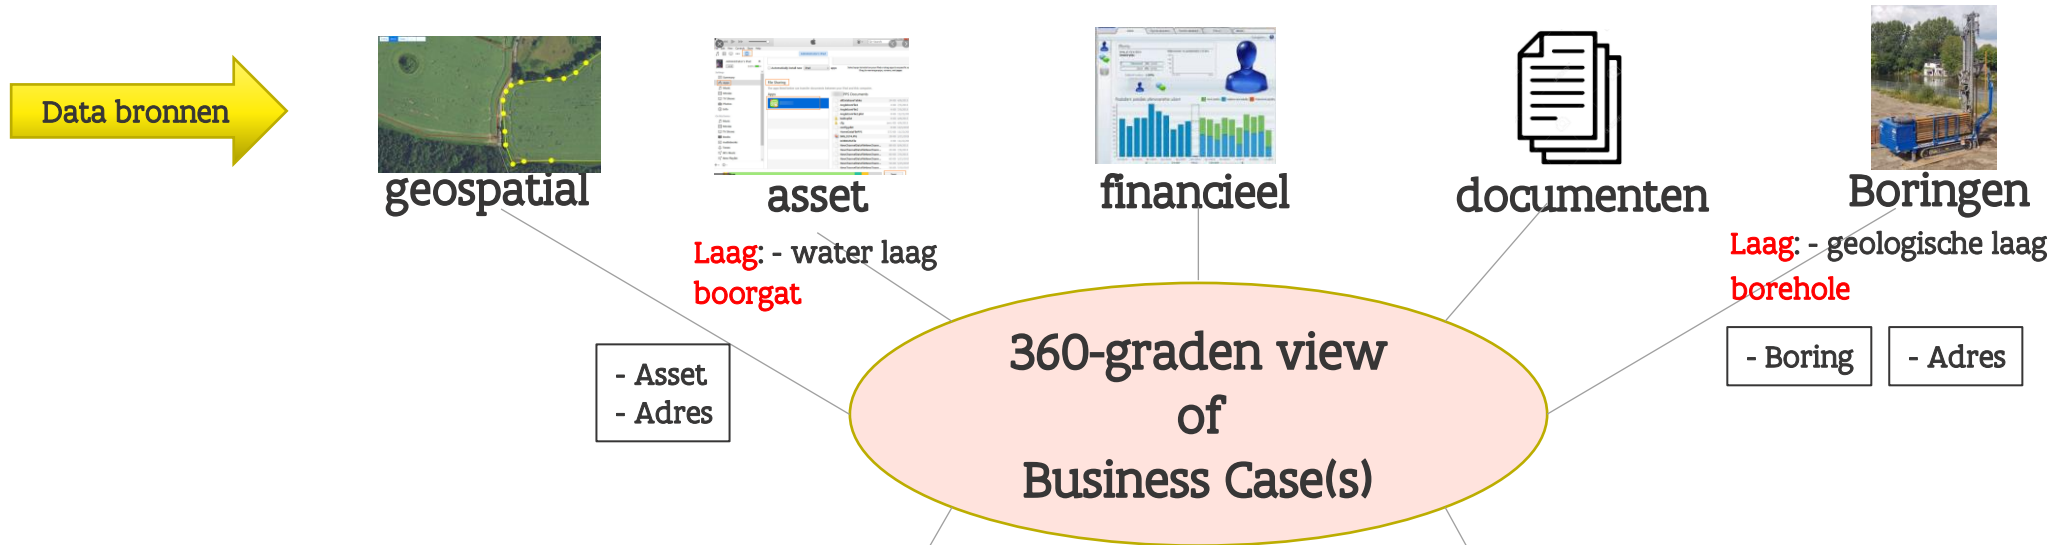 Data bronnen
geospatial
asset
financieel
documenten
Boringen
Laag: - water laag
boorgat
Laag: - geologische laag
borehole
- Asset
- Adres
- Boring
- Adres
360-graden view
of
Business Case(s)